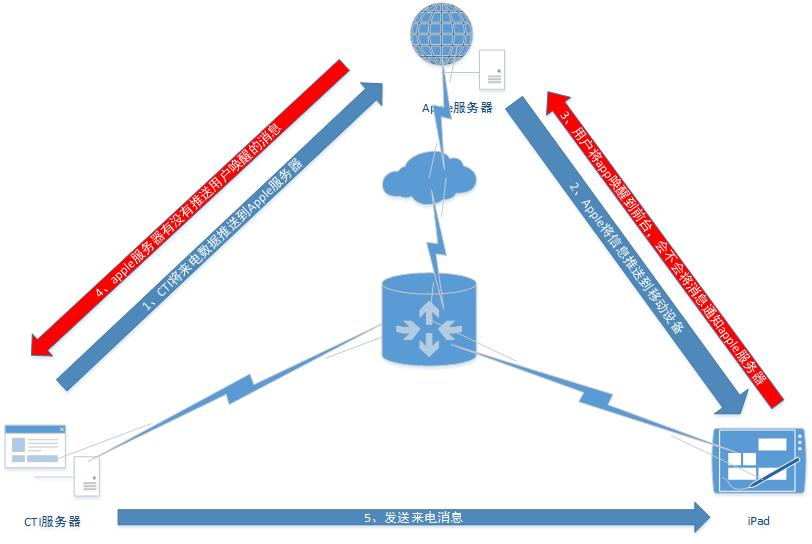 Apple服务器
4、apple服务器有没有推送用户唤醒的消息
1、CTI将来电数据推送到Apple服务器
3、用户将app唤醒到前台，会不会将消息通知apple服务器
2、Apple将信息推送到移动设备
CTI服务器
5、发送来电消息
iPad